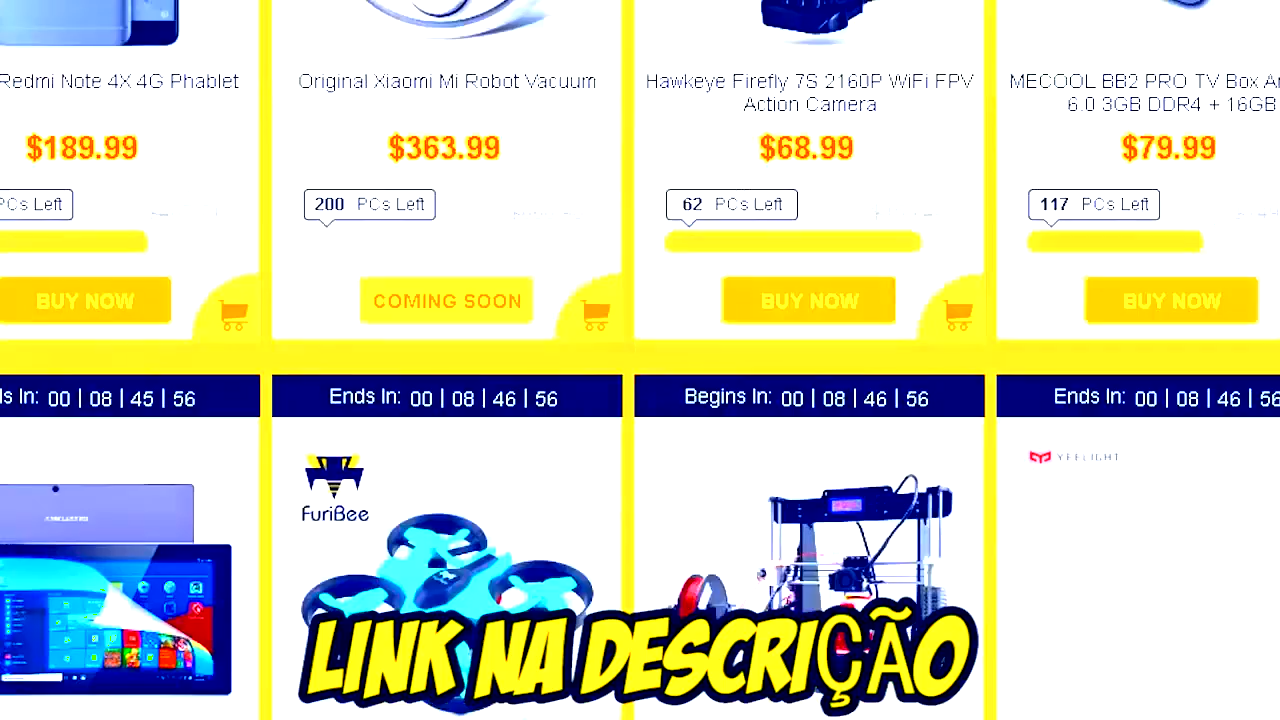 Redmi Note 4X 4G Phablet
$189.99
PCs Left
BUY NOW
Original Xiaomi Mi Robot Vacuum
$363.99
200 PCs Left
COMING SOON
Hawkeye Firefly 7S 2160P WiFi FPV
Action Camera
$68.99
62 PCs Left
BUY NOW
MECOOL BB2 PRO TV Box
6.0 3GB DDR4 + 16GB
$79.99
117 PCs Left
BUY NOW
In: 00 | 08 | 45 | 56
Ends In: 00 | 08 | 46 | 56
FuriBee
Begins In: 00 | 08 | 46 | 56
Ends In: 00 | 08 | 46 | 56
YEELIGHT
LINK NA DESCRIÇÃO